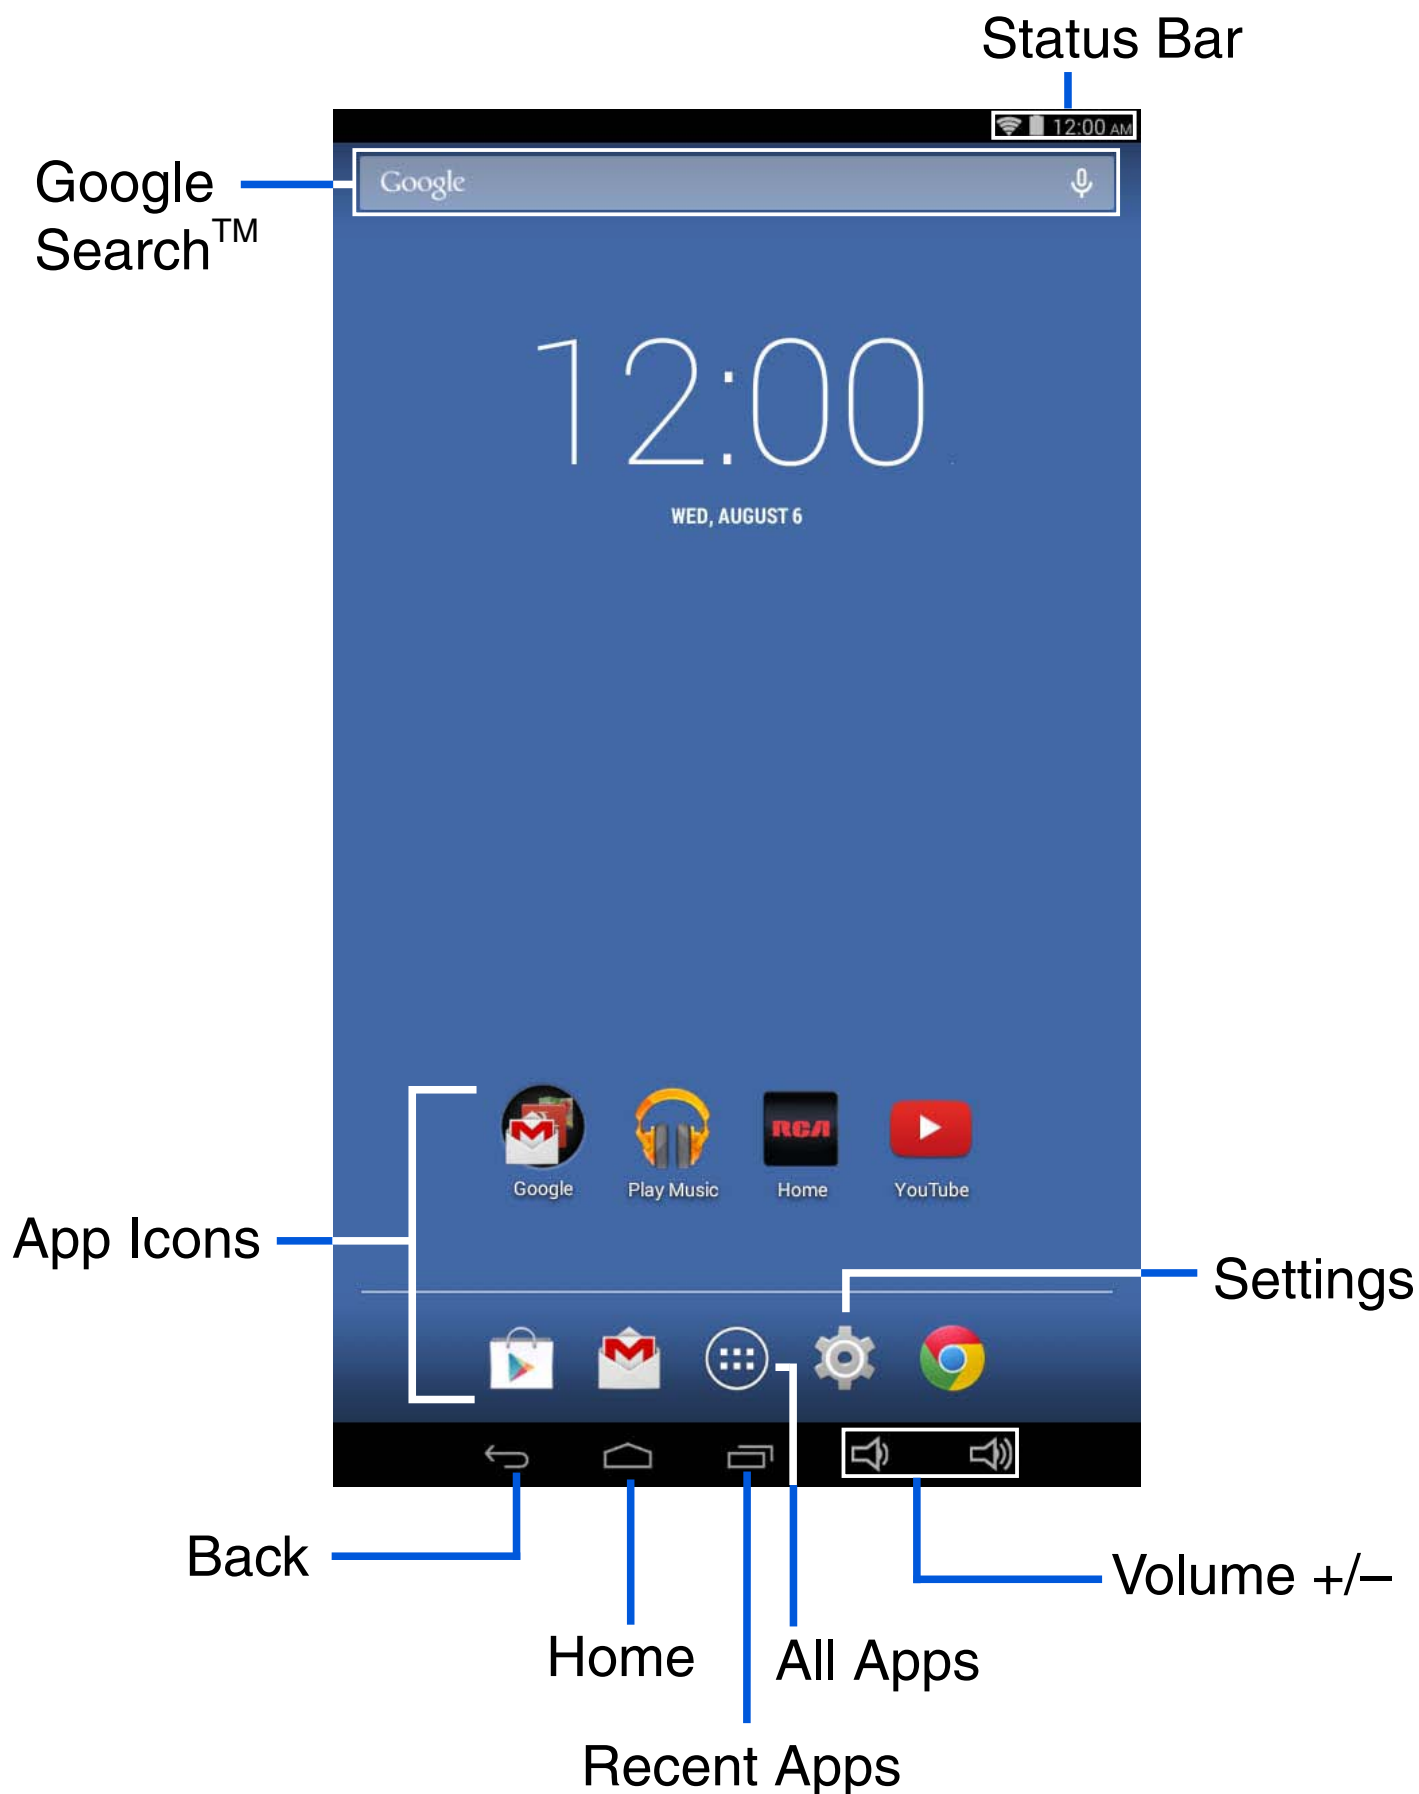 Status Bar
12:00 AM
Google
Search™
Google
12:00
WED, AUGUST 6
RCA
Google
Play Music
Home
YouTube
App Icons
Settings
Back
Volume +/–
Home
All Apps
Recent Apps